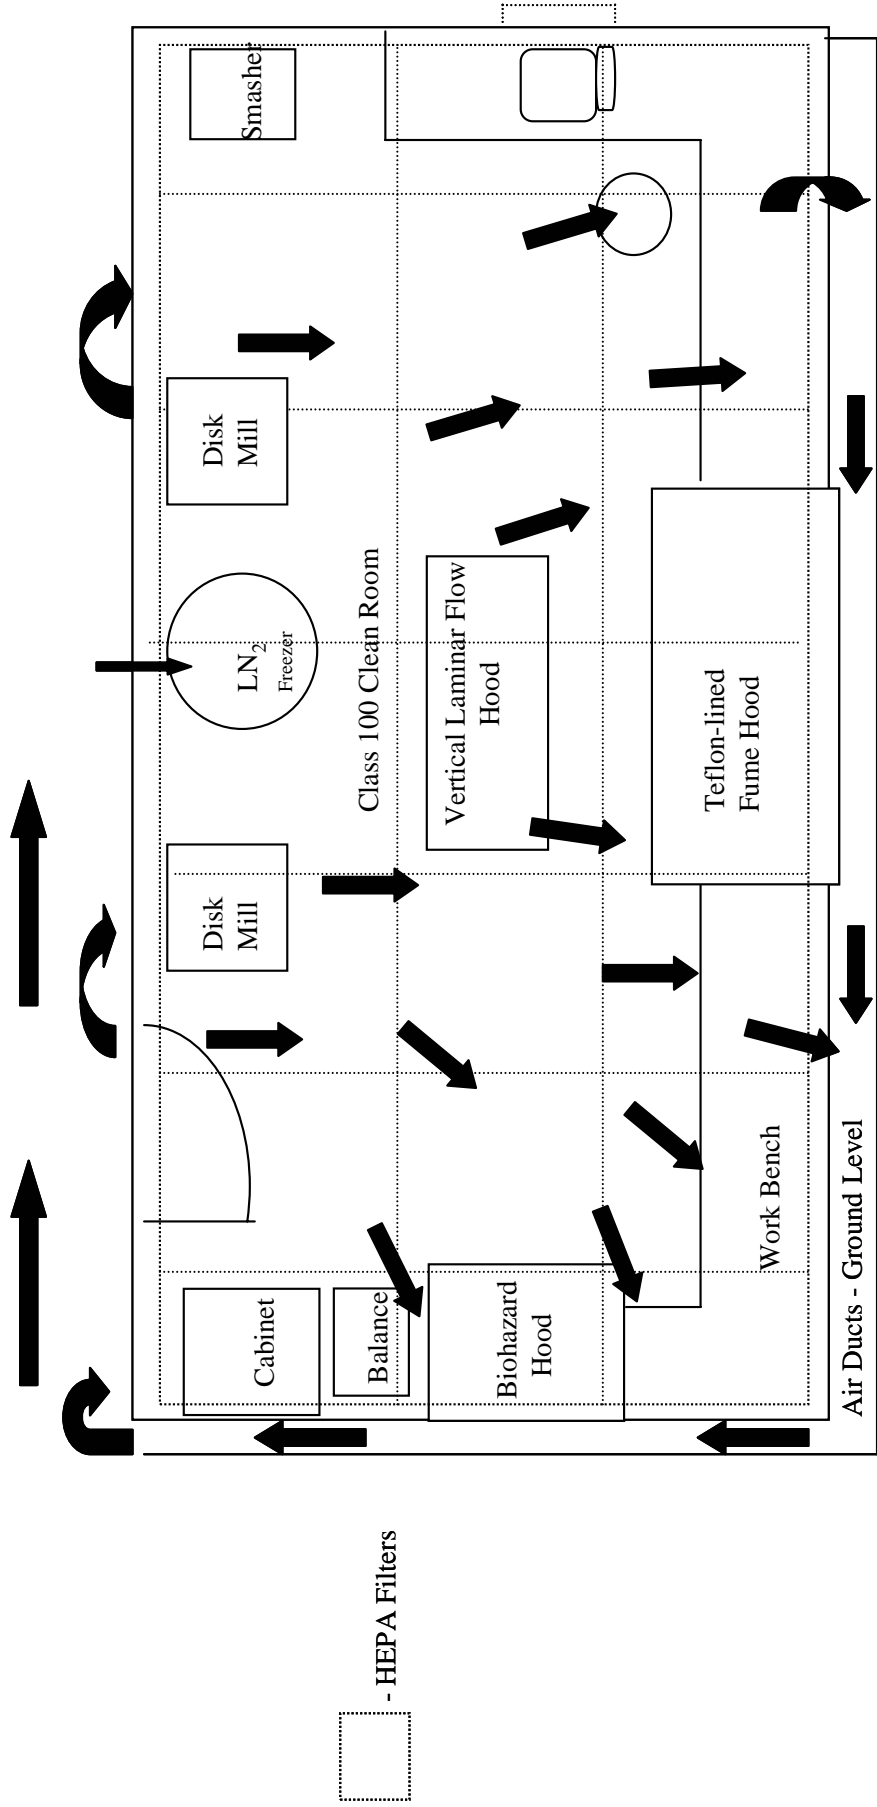 Cabinet
Disk
Mill
LN2
Freezer
Disk
Mill
Smasher
Balance
Class 100 Clean Room
Biohazard
Hood
Vertical Laminar Flow
Hood
Teflon-lined
Fume Hood
Work Bench
Air Ducts - Ground Level
- HEPA Filters